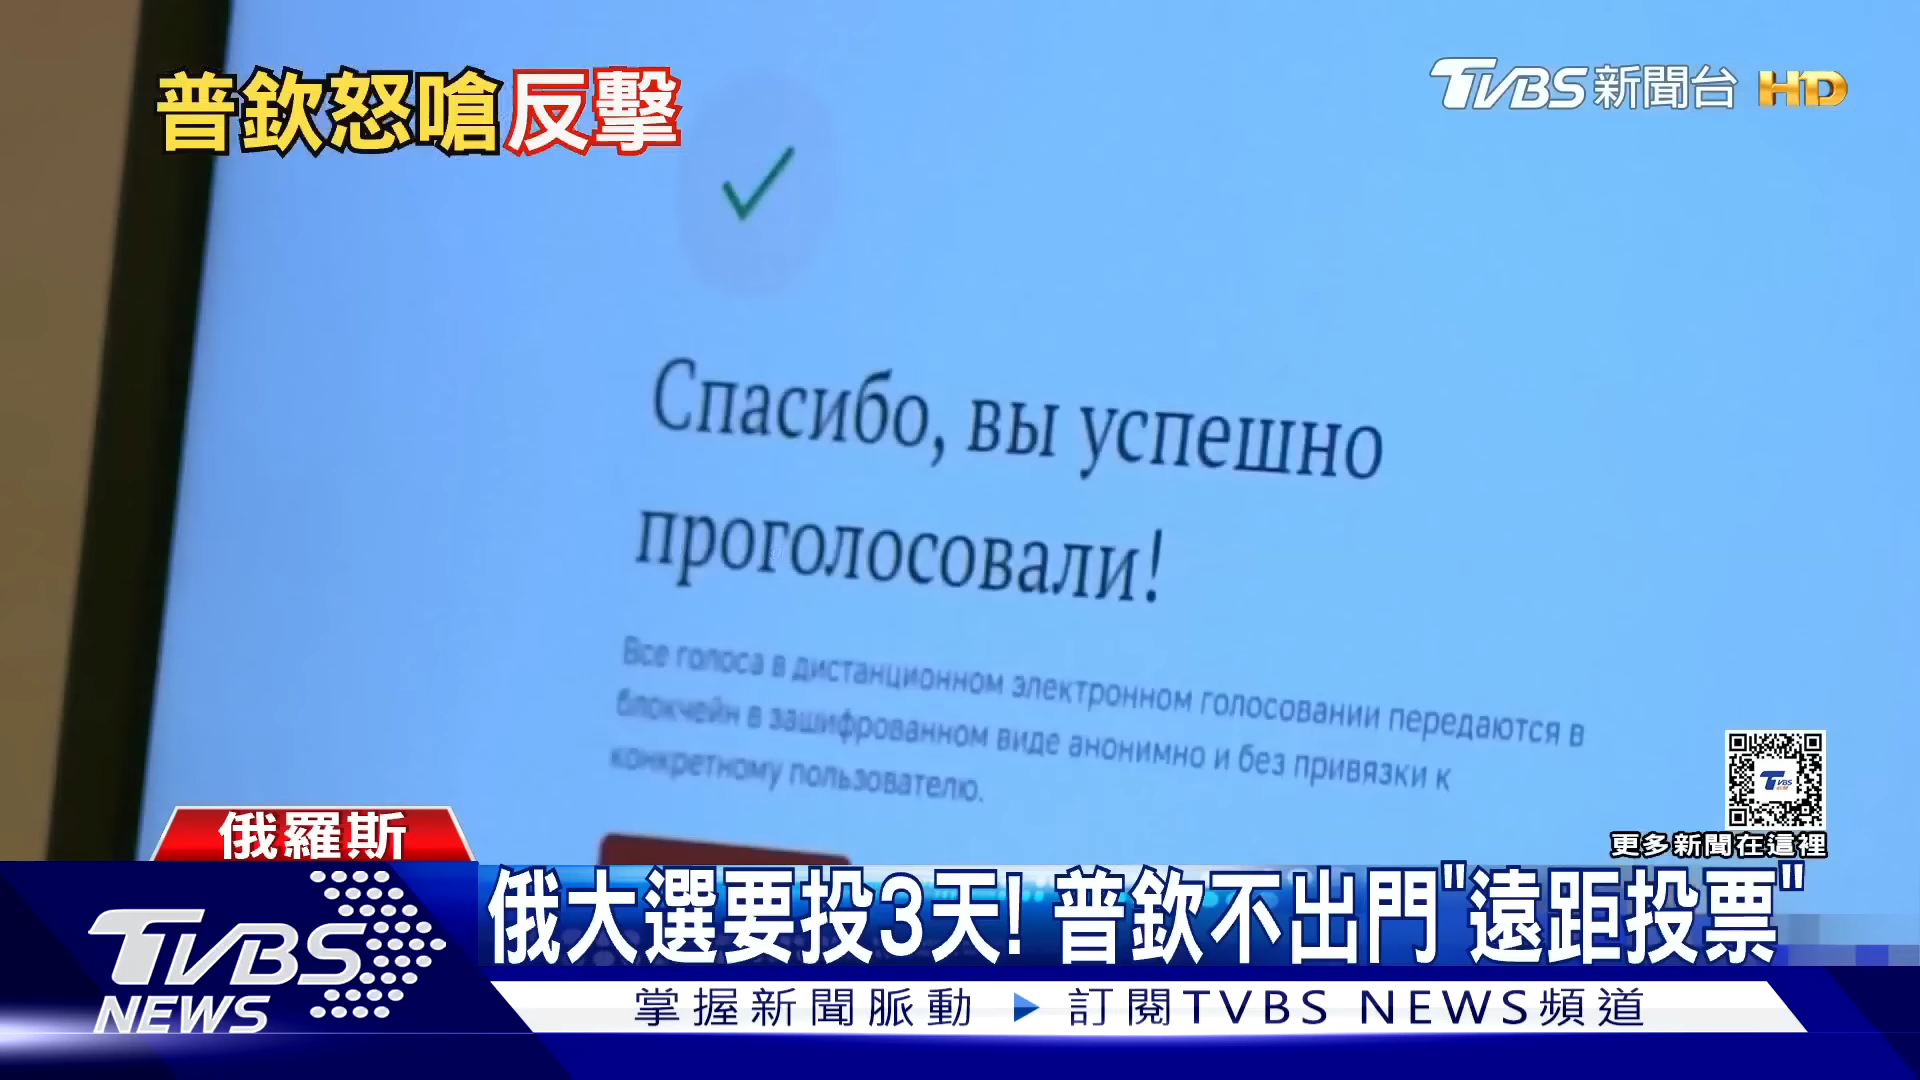 普欽怒嗆反擊
TVBS新聞台 HD
Спасибо, вы успешно
проголосовали!
Все голоса в дистанционном электронном голосовании передаются в
блокчейн в зашифрованном виде анонимно и без привязки к
конкретному пользователю.
TVBS
更多新聞在這裡
俄羅斯
俄大選要投3天! 普欽不出門"遠距投票"
TVBS
NEWS
掌握新聞脈動 ▶ 訂閱TVBS NEWS頻道